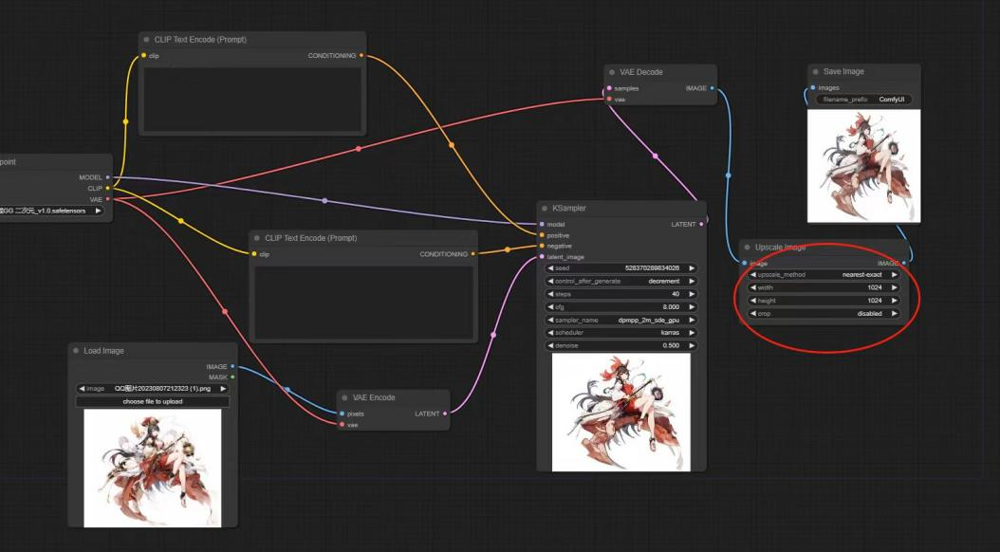 CLIP Text Encode (Prompt)
clip
CONDITIONING
point
MODEL
CLIP
VAE
GG 二次元_v1.0.safetensors
CLIP Text Encode (Prompt)
clip
CONDITIONING
Load Image
IMAGE
MASK
image QQ图片20230807212323 (1).png
choose file to upload
VAE Encode
pixels
LATENT
vae
KSampler
model
LATENT
positive
negative
latent_image
seed 528370289834026
control_after_generate decrement
steps 40
cfg 8.000
sampler_name dpmpp_2m_sde_gpu
scheduler karras
denoise 0.500
VAE Decode
samples
IMAGE
vae
Upscale Image
image
IMAGE
upscale_method nearest-exact
width 1024
height 1024
crop disabled
Save Image
images
filename_prefix ComfyUI